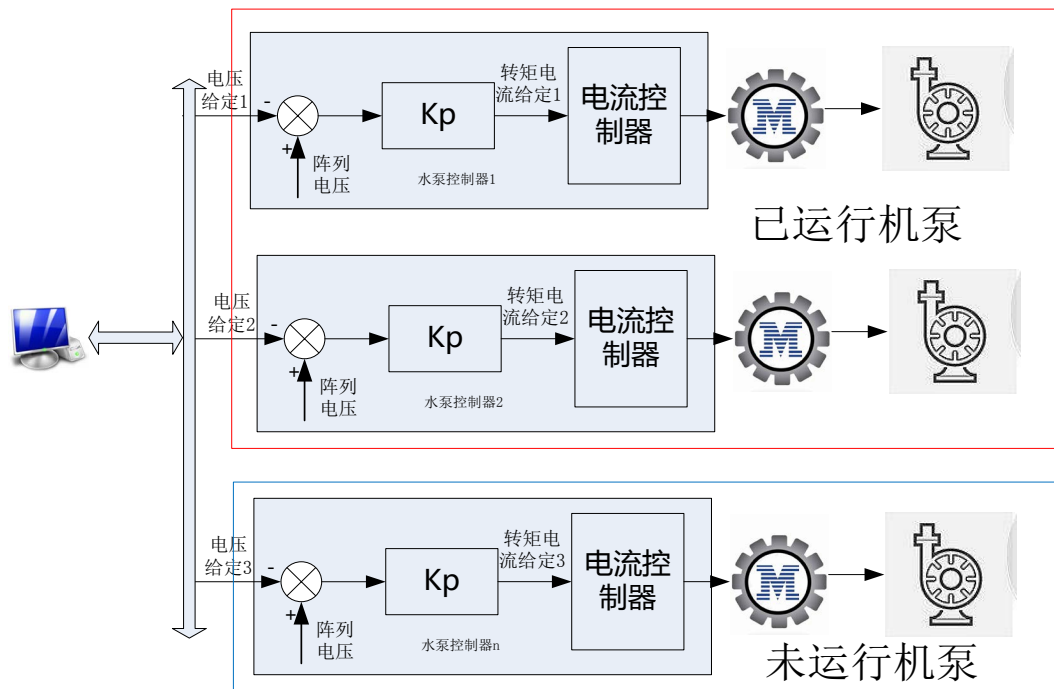 电压
给定1
-
+
阵列
电压
Kp
水泵控制器1
转矩电
流给定1
电流控
制器
M
已运行机泵
电压
给定2
-
+
阵列
电压
Kp
水泵控制器2
转矩电
流给定2
电流控
制器
M
电压
给定3
-
+
阵列
电压
Kp
水泵控制器n
转矩电
流给定3
电流控
制器
M
未运行机泵